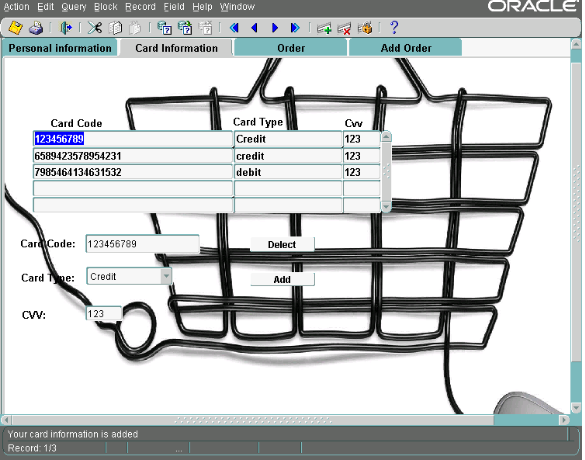 Action Edit Query Block Record Field Help Window
ORACLE
Personal information Card Information Order Add Order
Card Code Card Type Cvv
123456789 Credit 123
6589423578954231 credit 123
7985464134631532 debit 123
Card Code: 123456789 Delect
Card Type: Credit Add
CVV: 123
Your card information is added
Record: 1/3 ...